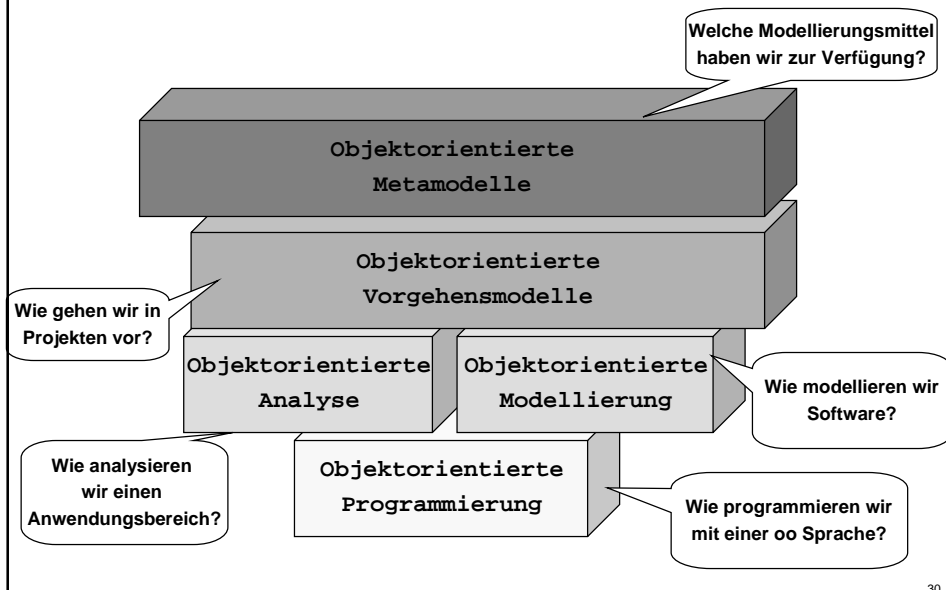 Welche Modellierungsmittel
haben wir zur Verfügung?
Objektorientierte
Metamodelle
Objektorientierte
Vorgehensmodelle
Wie gehen wir in
Projekten vor?
Objektorientierte
Analyse
Objektorientierte
Modellierung
Wie modellieren wir
Software?
Wie analysieren
wir einen
Anwendungsbereich?
Objektorientierte
Programmierung
Wie programmieren wir
mit einer oo Sprache?
30